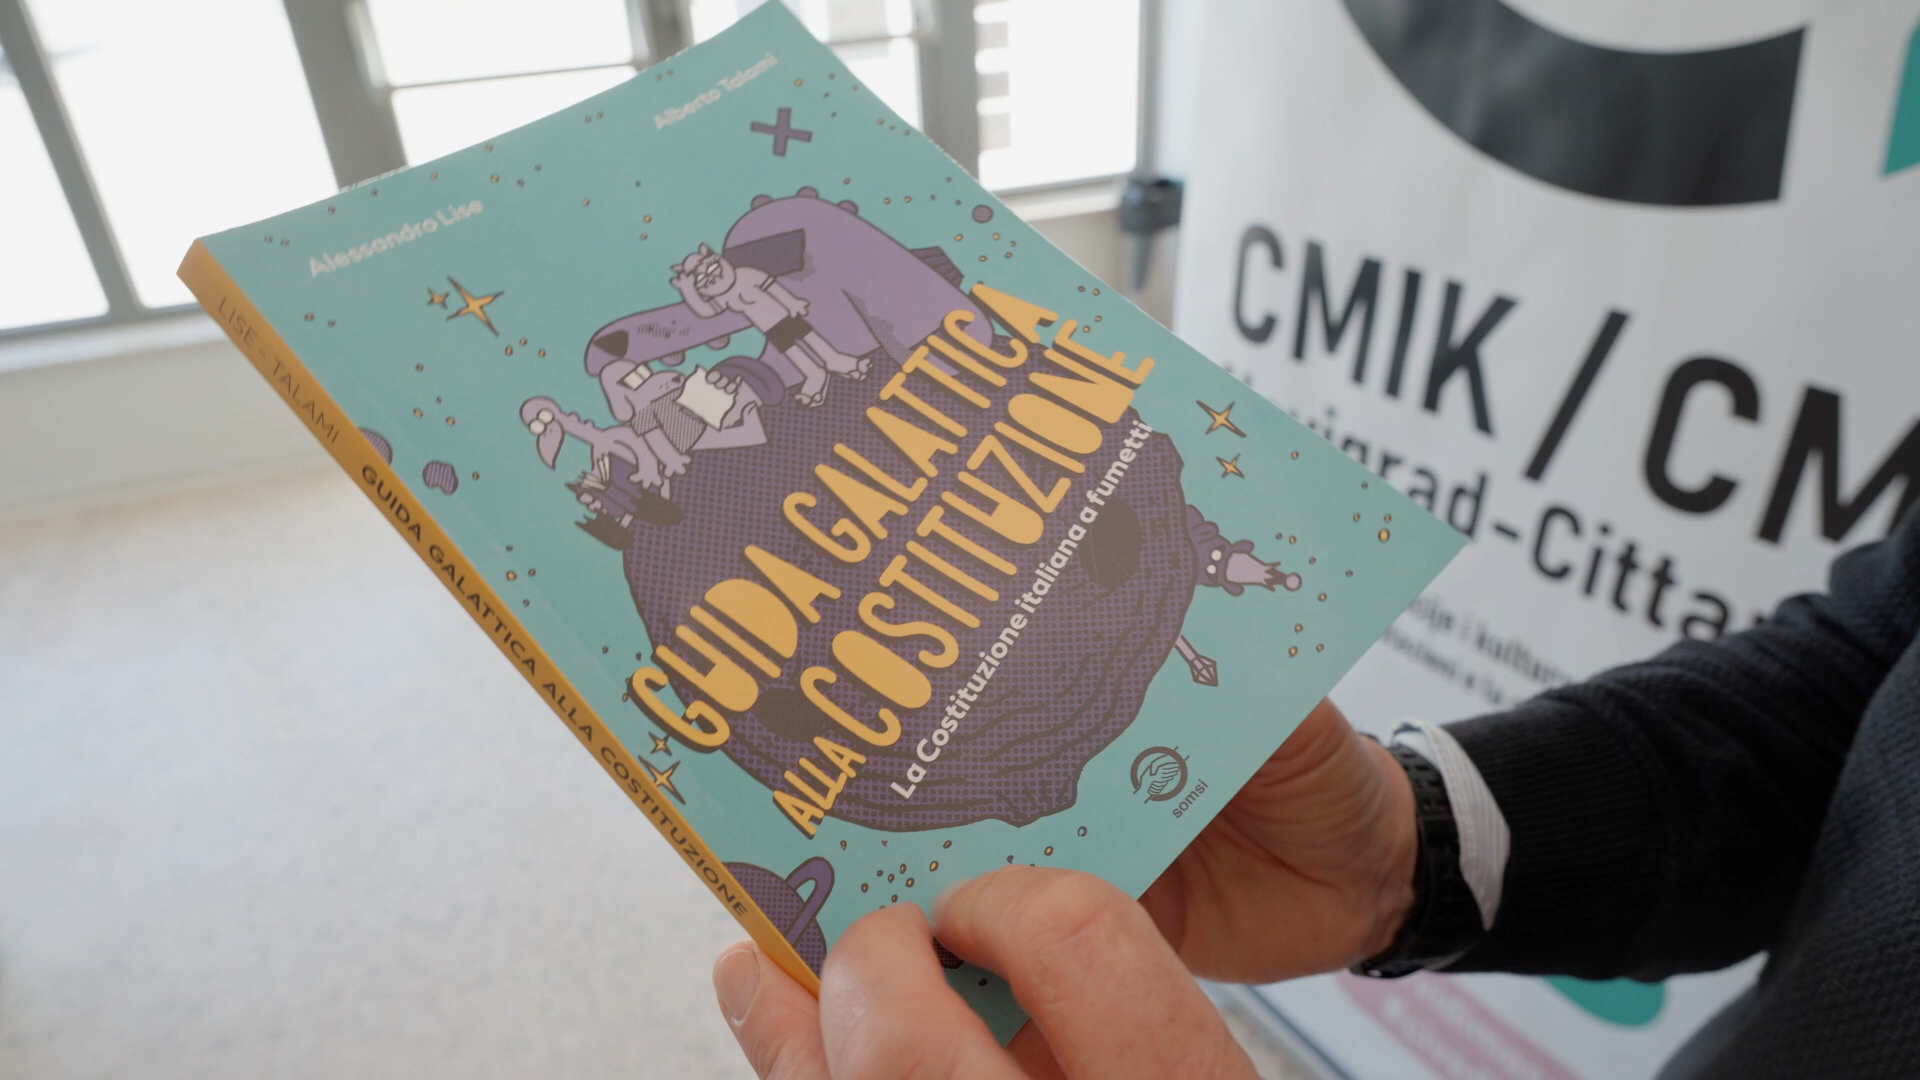 Alessandro Lise
Alberto Talami
GUIDA GALATTICA
ALLA COSTITUZIONE
La Costituzione italiana a fumetti
somsi
LISE - TALAMI GUIDA GALATTICA ALLA COSTITUZIONE
CMIK / CM
grad-Citta